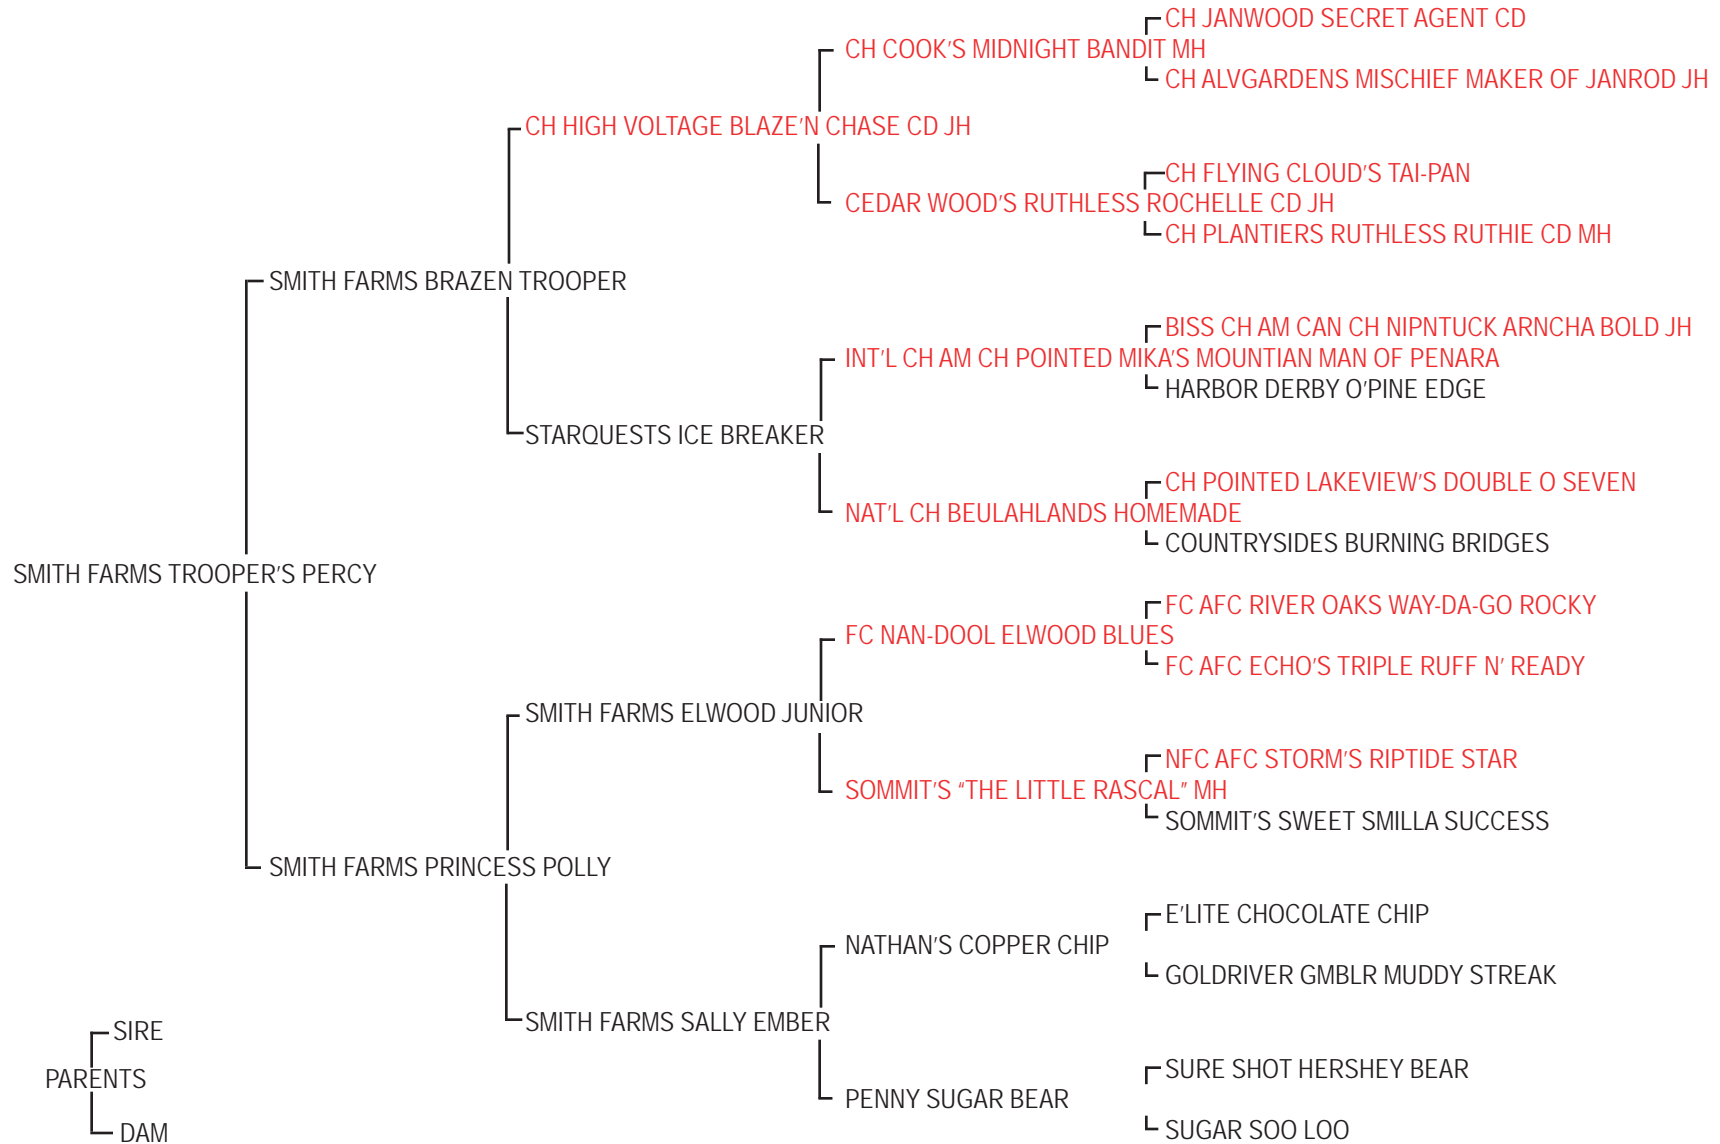 CH JANWOOD SECRET AGENT CD
CH COOK'S MIDNIGHT BANDIT MH
CH ALVGARDENS MISCHIEF MAKER OF JANROD JH
CH HIGH VOLTAGE BLAZE'N CHASE CD JH
CH FLYING CLOUD'S TAI-PAN
CEDAR WOOD'S RUTHLESS ROCHELLE CD JH
CH PLANTIERS RUTHLESS RUTHIE CD MH
SMITH FARMS BRAZEN TROOPER
BISS CH AM CAN CH NIPNTUCK ARNCHA BOLD JH
INT'L CH AM CH POINTED MIKA'S MOUNTIAN MAN OF PENARA
HARBOR DERBY O'PINE EDGE
STARQUESTS ICE BREAKER
CH POINTED LAKEVIEW'S DOUBLE O SEVEN
NAT'L CH BEULAHLANDS HOMEMADE
COUNTRYSIDES BURNING BRIDGES
SMITH FARMS TROOPER'S PERCY
FC AFC RIVER OAKS WAY-DA-GO ROCKY
FC NAN-DOOL ELWOOD BLUES
FC AFC ECHO'S TRIPLE RUFF N' READY
SMITH FARMS ELWOOD JUNIOR
NFC AFC STORM'S RIPTIDE STAR
SOMMIT'S “THE LITTLE RASCAL” MH
SOMMIT'S SWEET SMILLA SUCCESS
SMITH FARMS PRINCESS POLLY
E'LITE CHOCOLATE CHIP
NATHAN'S COPPER CHIP
GOLDRIVER GMBLR MUDDY STREAK
SMITH FARMS SALLY EMBER
SURE SHOT HERSHEY BEAR
PENNY SUGAR BEAR
SUGAR SOO LOO
SIRE
PARENTS
DAM